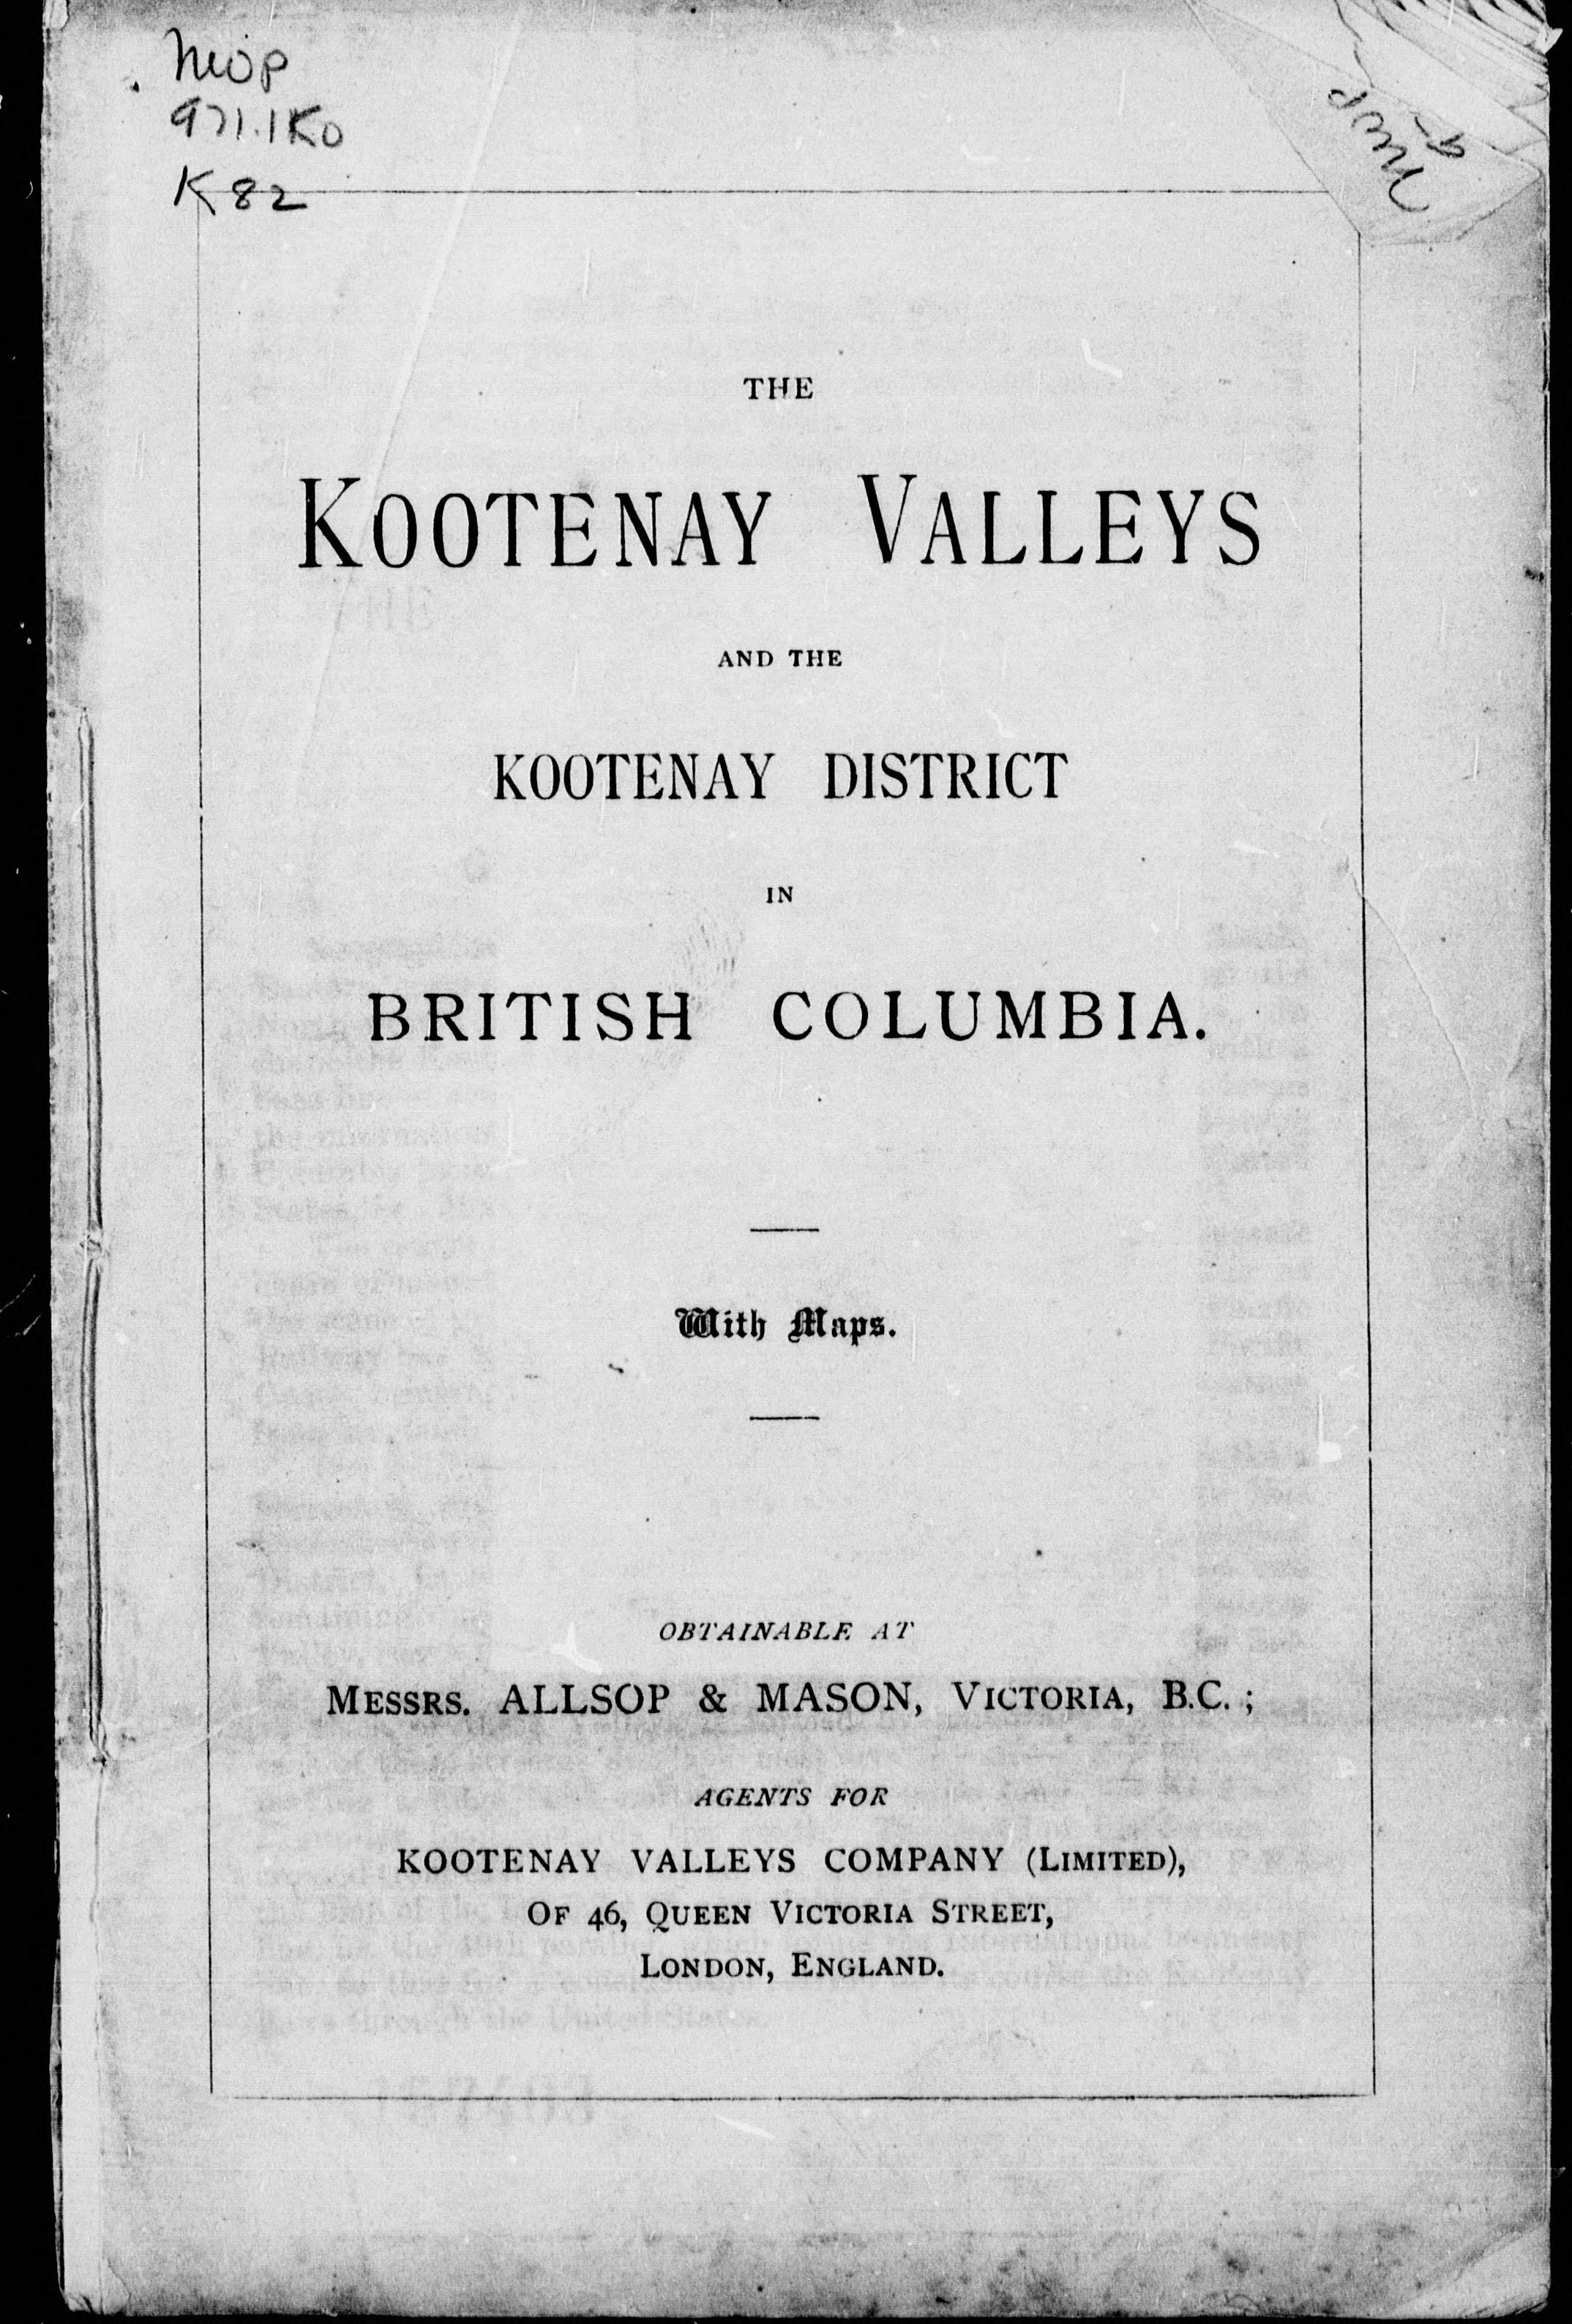 NWp
971.1Ko
K82
THE
KOOTENAY VALLEYS
AND THE
KOOTENAY DISTRICT
IN
BRITISH COLUMBIA.
With Maps.
OBTAINABLE AT
MESSRS. ALLSOP & MASON, VICTORIA, B.C. ;
AGENTS FOR
KOOTENAY VALLEYS COMPANY (LIMITED),
OF 46, QUEEN VICTORIA STREET,
LONDON, ENGLAND.